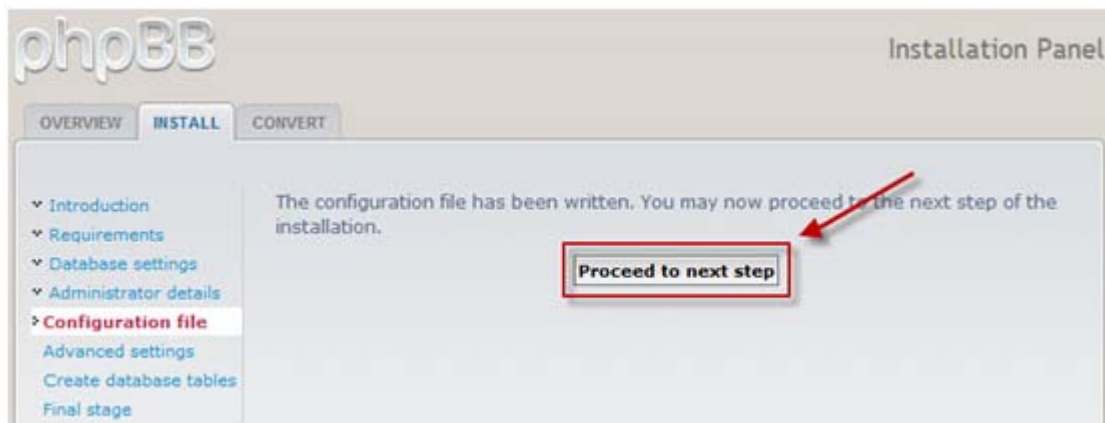 phpBB
Installation Panel
OVERVIEW INSTALL CONVERT
Introduction
Requirements
Database settings
Administrator details
Configuration file
Advanced settings
Create database tables
Final stage
The configuration file has been written. You may now proceed to the next step of the
installation.
Proceed to next step